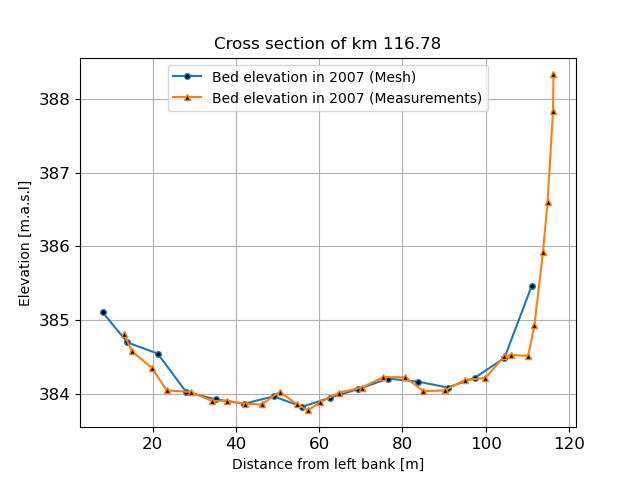 Cross section of km 116.78
Bed elevation in 2007 (Mesh)
Bed elevation in 2007 (Measurements)
Elevation [m.a.s.l]
388
387
386
385
384
20 40 60 80 100 120
Distance from left bank [m]